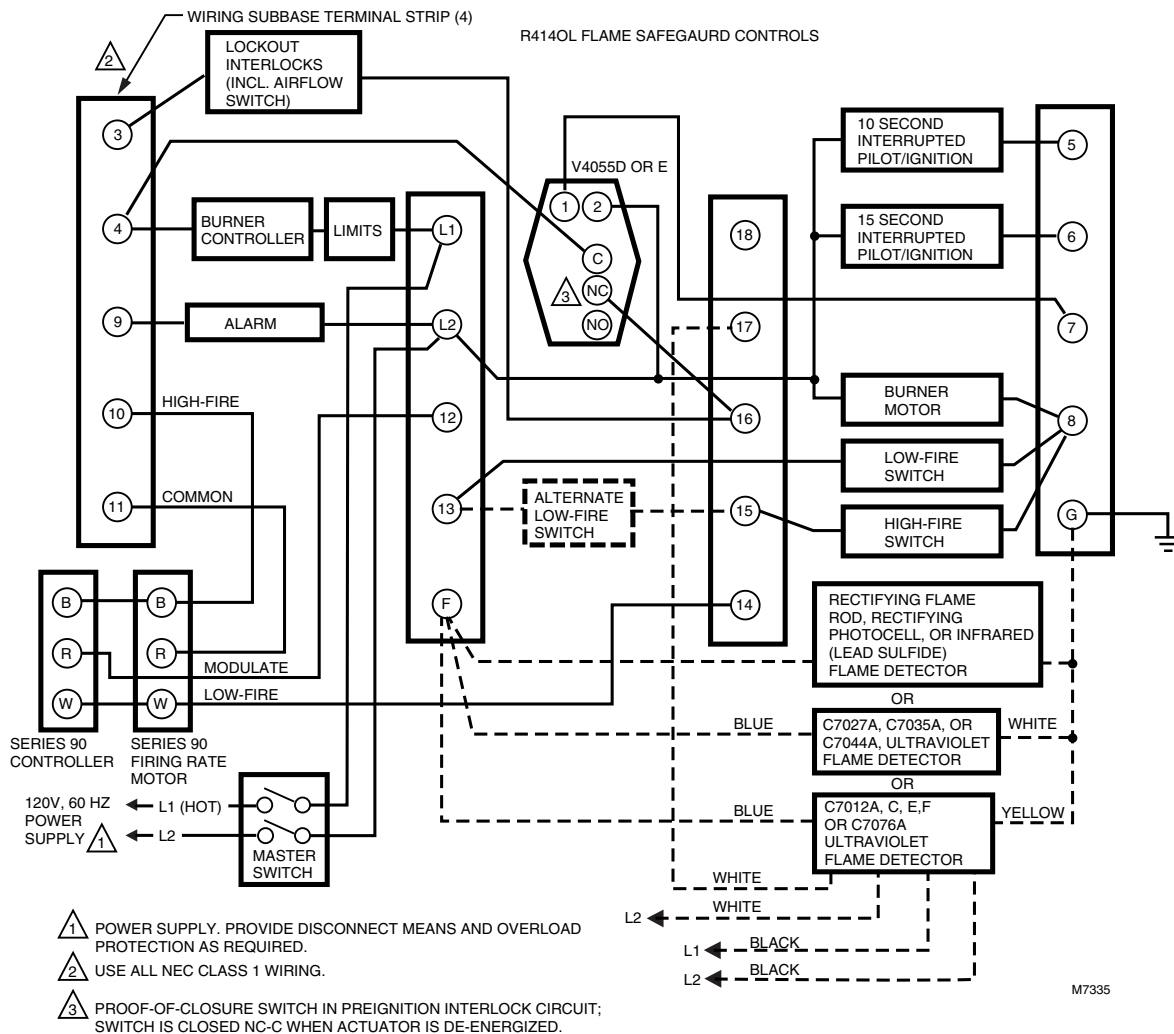 WIRING SUBBASE TERMINAL STRIP (4)
R414OL FLAME SAFEGAURD CONTROLS
2
LOCKOUT
INTERLOCKS
(INCL. AIRFLOW
SWITCH)
3
4
9
10
11
BURNER
CONTROLLER
LIMITS
ALARM
HIGH-FIRE
COMMON
L1
L2
12
13
F
V4055D OR E
1
2
C
NC
NO
3
ALTERNATE
LOW-FIRE
SWITCH
18
17
16
15
14
10 SECOND
INTERRUPTED
PILOT/IGNITION
15 SECOND
INTERRUPTED
PILOT/IGNITION
BURNER
MOTOR
LOW-FIRE
SWITCH
HIGH-FIRE
SWITCH
5
6
7
8
G
B
R
W
B
R
W
MODULATE
LOW-FIRE
SERIES 90
CONTROLLER
SERIES 90
FIRING RATE
MOTOR
120V, 60 HZ
POWER
SUPPLY
1
L1 (HOT)
L2
MASTER
SWITCH
RECTIFYING FLAME
ROD, RECTIFYING
PHOTOCELL, OR INFRARED
(LEAD SULFIDE)
FLAME DETECTOR
OR
BLUE
C7027A, C7035A, OR
C7044A, ULTRAVIOLET
FLAME DETECTOR
WHITE
OR
BLUE
C7012A, C, E,F
OR C7076A
ULTRAVIOLET
FLAME DETECTOR
YELLOW
WHITE
WHITE
L2
BLACK
L1
BLACK
L2
1 POWER SUPPLY. PROVIDE DISCONNECT MEANS AND OVERLOAD
PROTECTION AS REQUIRED.
2 USE ALL NEC CLASS 1 WIRING.
3 PROOF-OF-CLOSURE SWITCH IN PREIGNITION INTERLOCK CIRCUIT;
SWITCH IS CLOSED NC-C WHEN ACTUATOR IS DE-ENERGIZED.
M7335